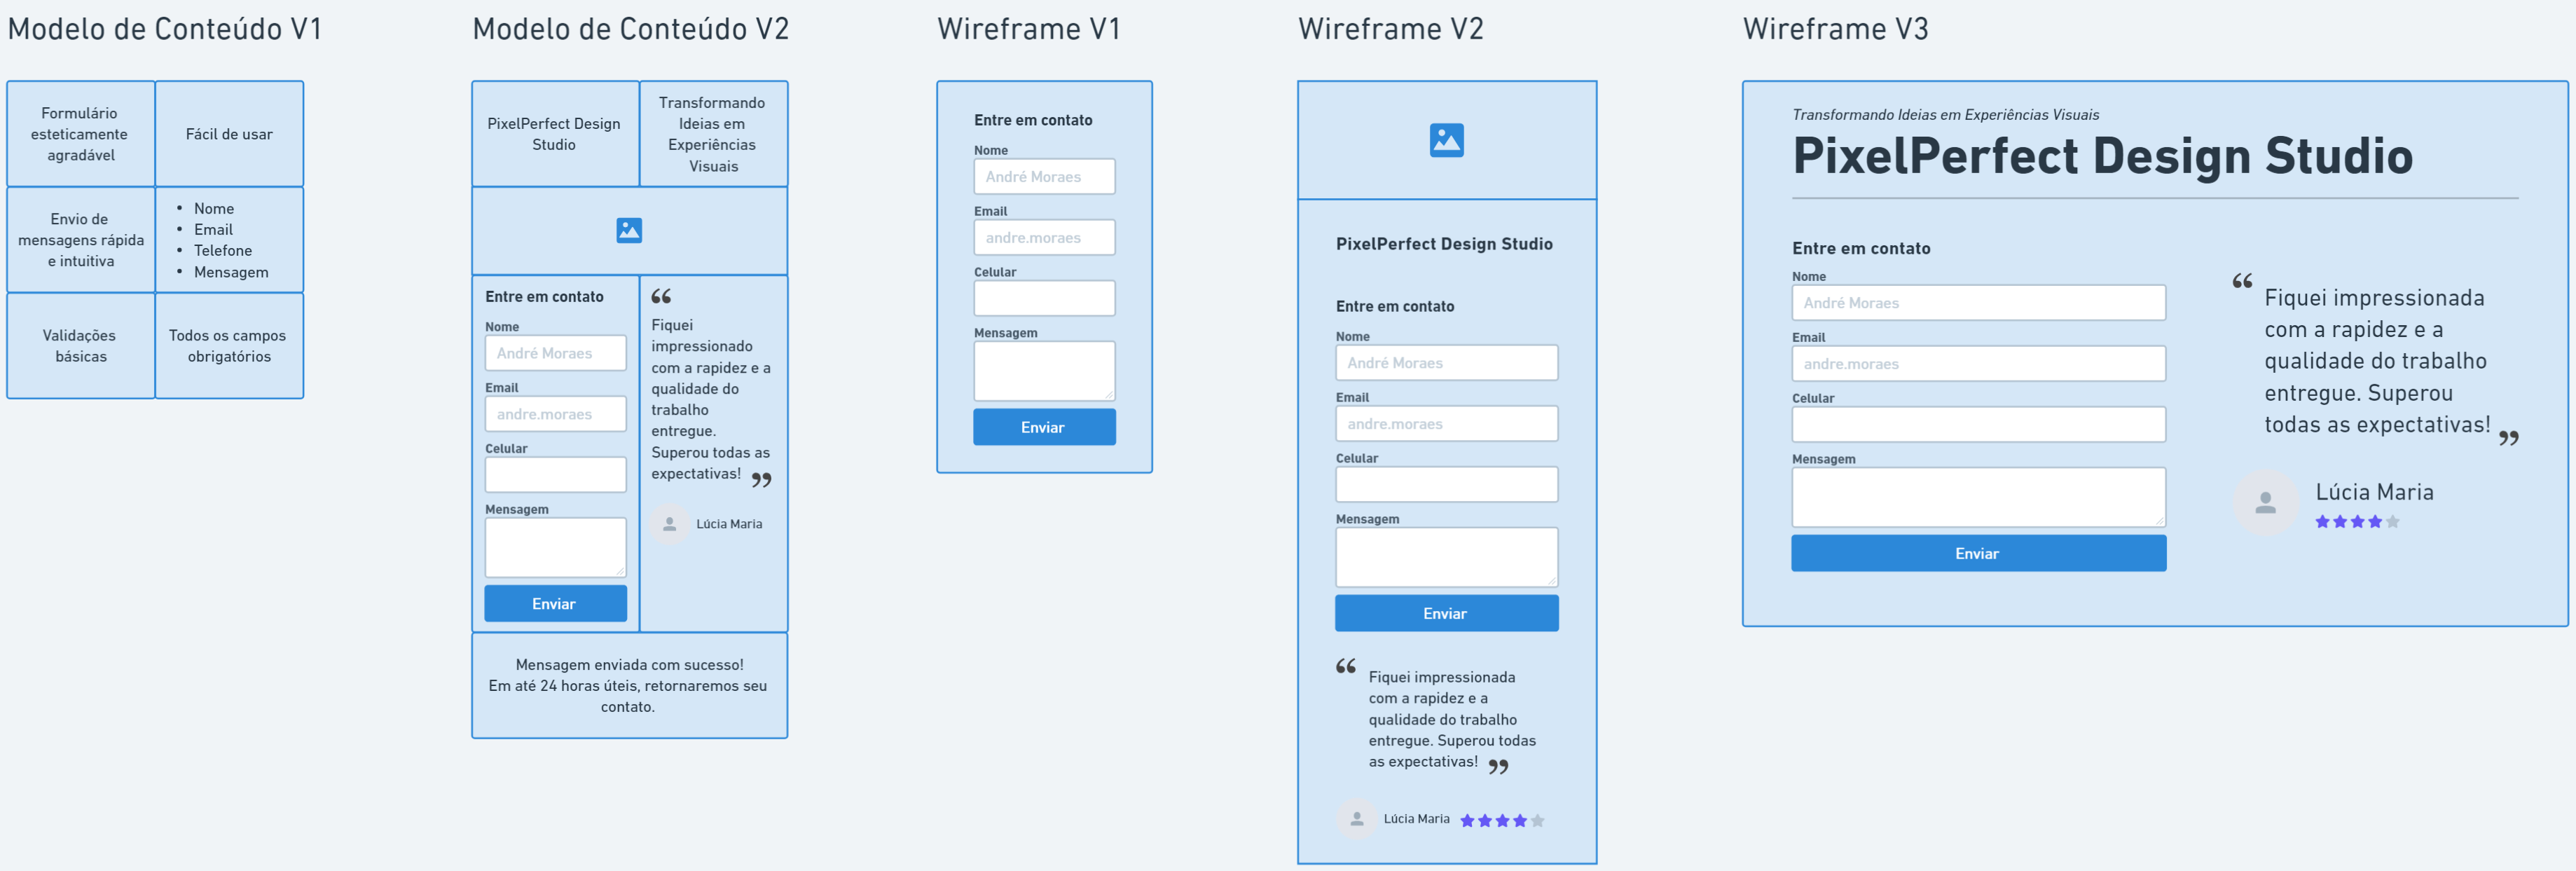 Modelo de Conteúdo V1
Formulário
esteticamente
agradável
Fácil de usar
Envio de
mensagens rápida
e intuitiva
• Nome
• Email
• Telefone
• Mensagem
Validações
básicas
Todos os campos
obrigatórios
Modelo de Conteúdo V2
PixelPerfect Design
Studio
Transformando
Ideias em
Experiências
Visuais
Entre em contato
Nome
André Moraes
Email
andre.moraes
Celular
Mensagem
Enviar
“
Fiquei
impressionado
com a rapidez e a
qualidade do
trabalho
entregue.
Superou todas as
expectativas! ”
Lúcia Maria
Mensagem enviada com sucesso!
Em até 24 horas úteis, retornaremos seu
contato.
Wireframe V1
Entre em contato
Nome
André Moraes
Email
andre.moraes
Celular
Mensagem
Enviar
Wireframe V2
PixelPerfect Design Studio
Entre em contato
Nome
André Moraes
Email
andre.moraes
Celular
Mensagem
Enviar
“ Fiquei impressionada
com a rapidez e a
qualidade do trabalho
entregue. Superou todas
as expectativas! ”
Lúcia Maria
Wireframe V3
Transformando Ideias em Experiências Visuais
PixelPerfect Design Studio
Entre em contato
Nome
André Moraes
Email
andre.moraes
Celular
Mensagem
Enviar
“ Fiquei impressionada
com a rapidez e a
qualidade do trabalho
entregue. Superou
todas as expectativas! ”
Lúcia Maria